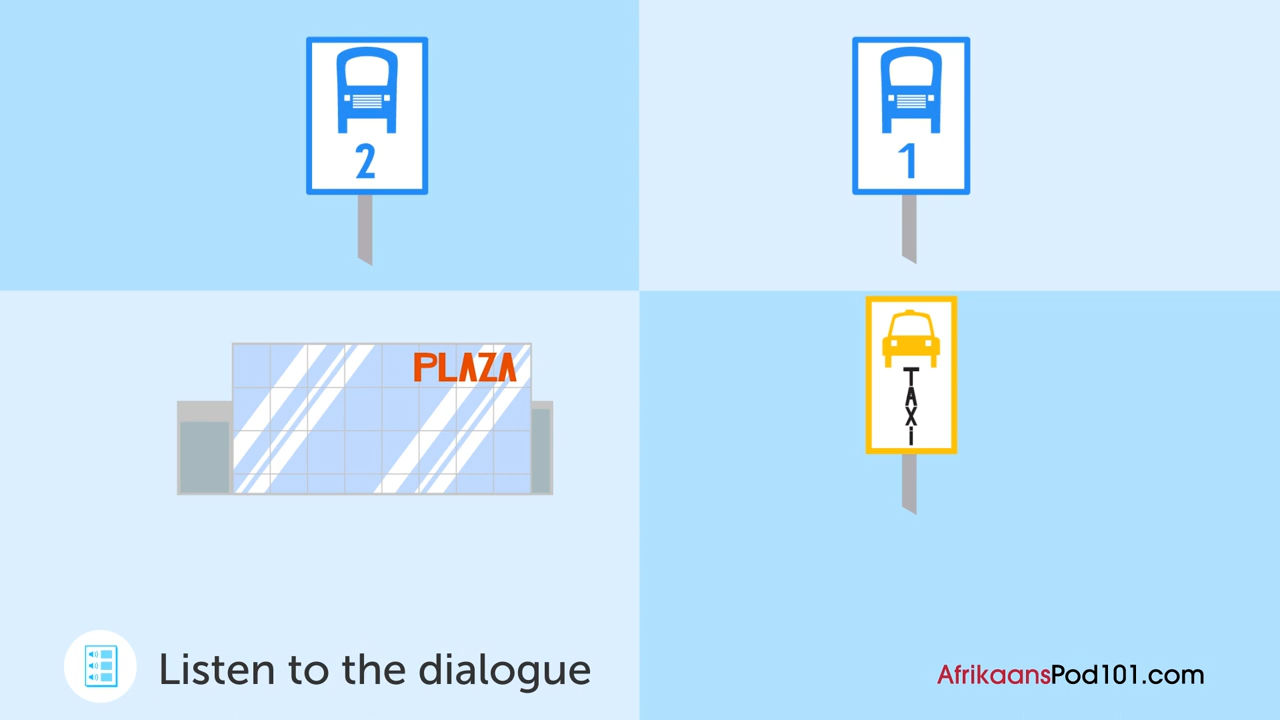 2
1
PLAZA
TAXi
Listen to the dialogue
AfrikaansPod101.com